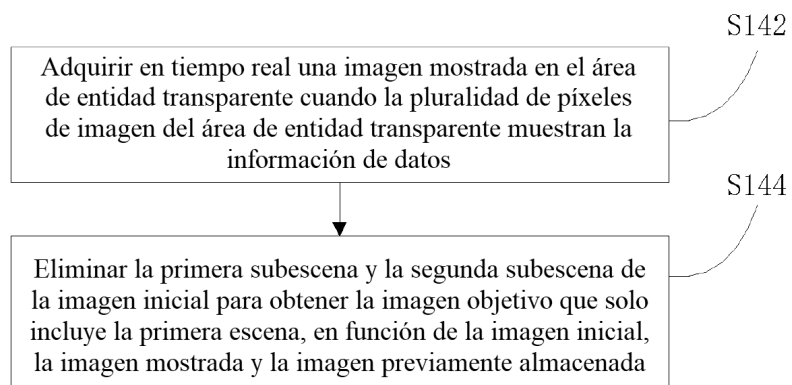 S142
Adquirir en tiempo real una imagen mostrada en el área
de entidad transparente cuando la pluralidad de píxeles
de imagen del área de entidad transparente muestran la
información de datos
S144
Eliminar la primera subescena y la segunda subescena de
la imagen inicial para obtener la imagen objetivo que solo
incluye la primera escena, en función de la imagen inicial,
la imagen mostrada y la imagen previamente almacenada